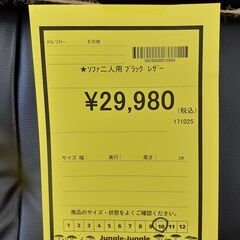 KG/ソファー その他
★ソファ二人用 ブラック レザー
¥29,980
(税込)
171025
サイズ 幅: 奥行: 高さ: cm
商品のサイズ・状態をよくご確認ください。
1 2 3 4 5 6 7 8 9 10 11 12
Jungle-Jungle